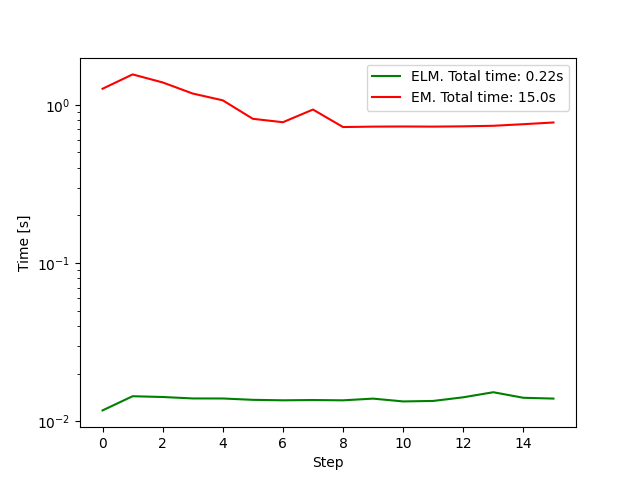 ELM. Total time: 0.22s
EM. Total time: 15.0s
Time [s]
10⁰
10⁻¹
10⁻²
0 2 4 6 8 10 12 14
Step